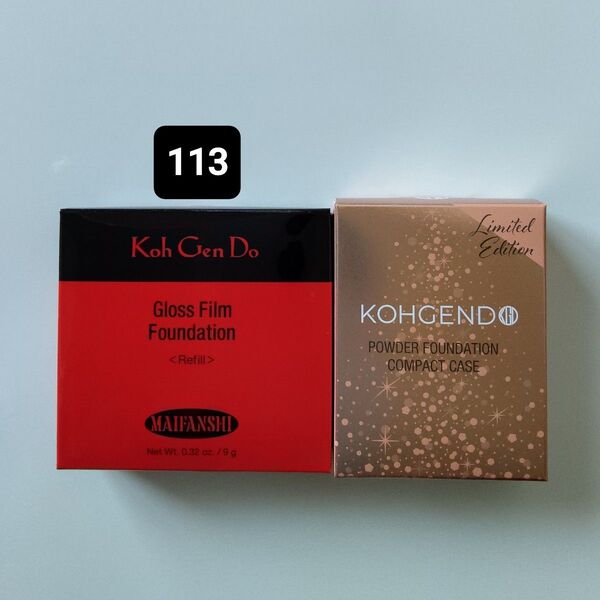 113
Koh Gen Do
Gloss Film
Foundation
<Refill>
MAIFANSHI
Net Wt. 0.32 oz. / 9 g
Limited
Edition
KOHGENDO
POWDER FOUNDATION
COMPACT CASE